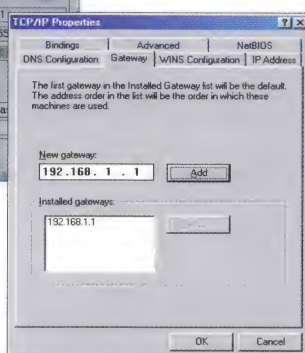 TCP/IP Properties
Bindings Advanced NetBIOS
DNS Configuration Gateway WINS Configuration IP Address
The first gateway in the Installed Gateway list will be the default.
The address order in the list will be the order in which these
machines are used.
New gateway:
192.168. 1 . 1 Add
Installed gateways:
192.168.1.1
OK Cancel